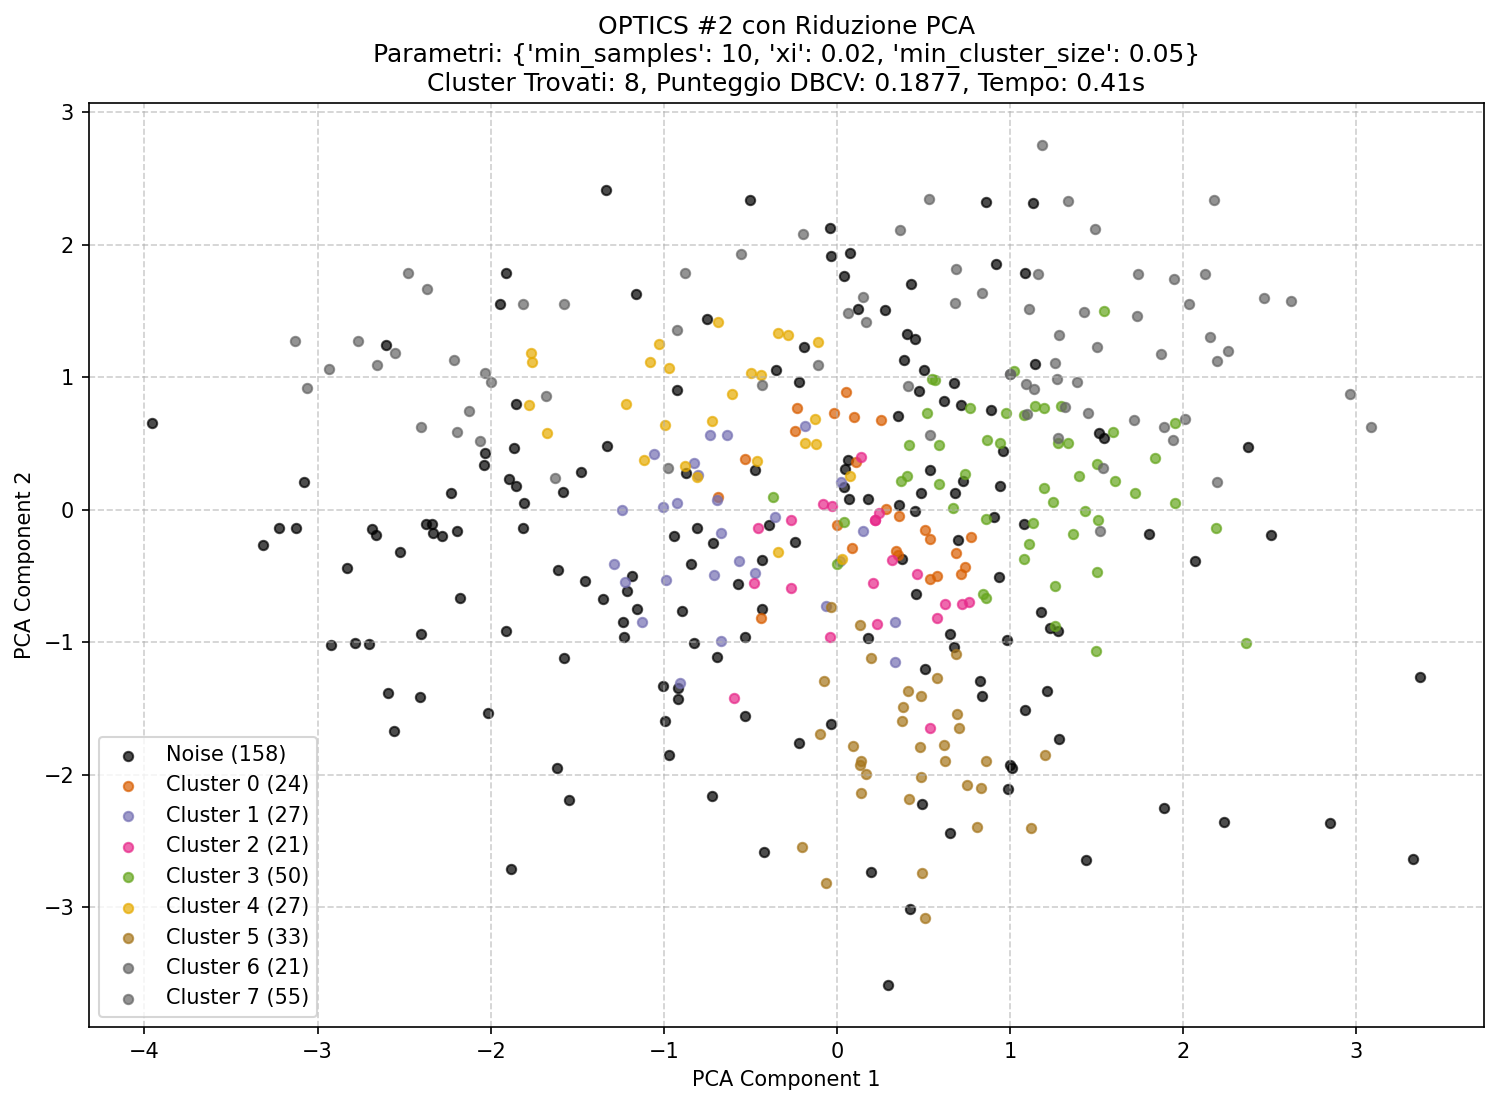 OPTICS #2 con Riduzione PCA
Parametri: {'min_samples': 10, 'xi': 0.02, 'min_cluster_size': 0.05}
Cluster Trovati: 8, Punteggio DBCV: 0.1877, Tempo: 0.41s
3
2
1
0
−1
−2
−3
PCA Component 2
Noise (158)
Cluster 0 (24)
Cluster 1 (27)
Cluster 2 (21)
Cluster 3 (50)
Cluster 4 (27)
Cluster 5 (33)
Cluster 6 (21)
Cluster 7 (55)
−4 −3 −2 −1 0 1 2 3
PCA Component 1